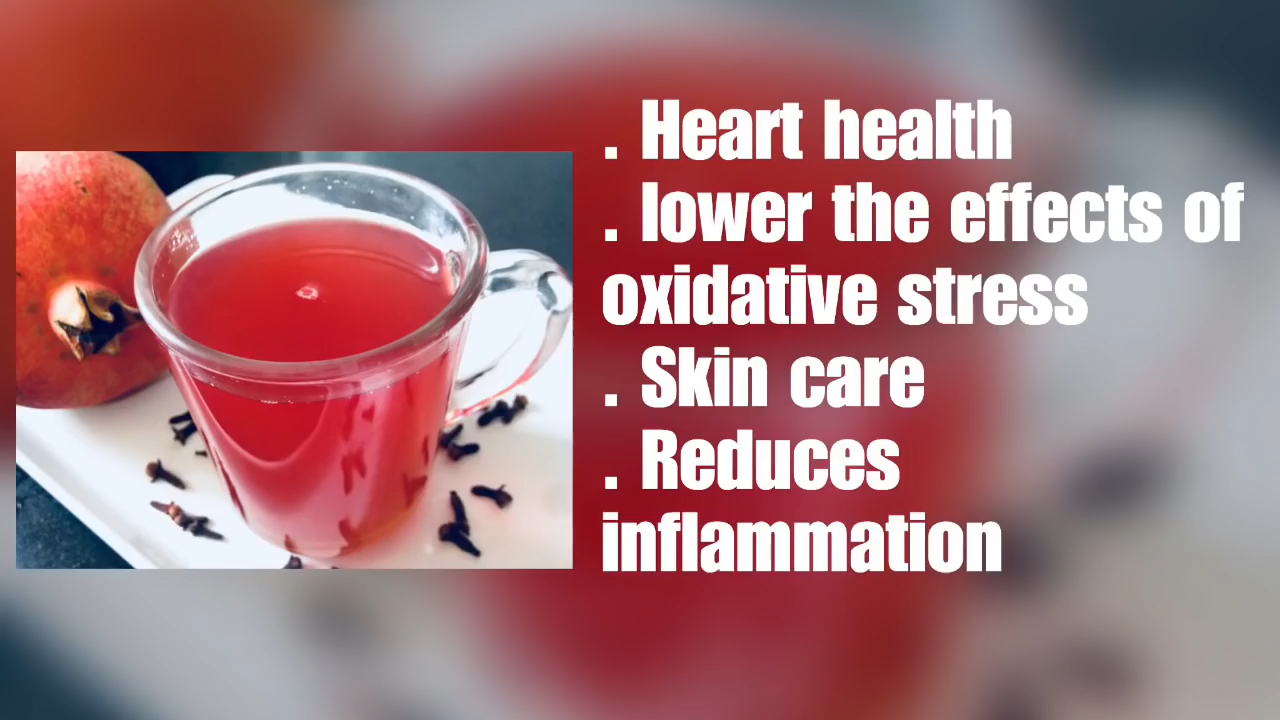 . Heart health
. lower the effects of
oxidative stress
. Skin care
. Reduces
inflammation